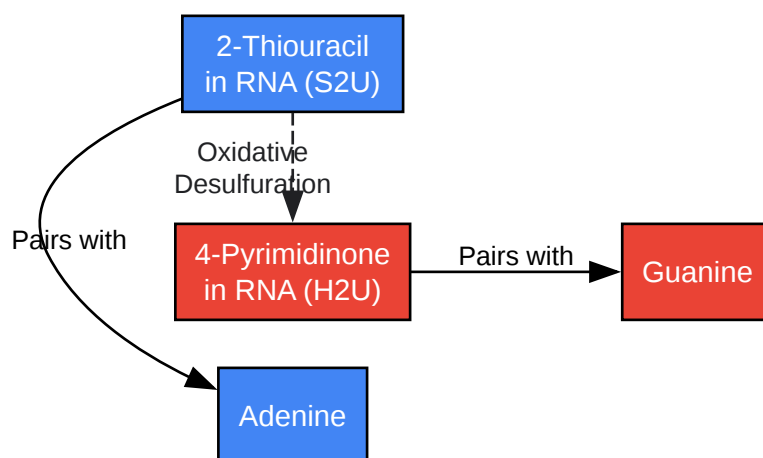 2-Thiouracil
in RNA (S2U)
Oxidative
Desulfuration
Pairs with
4-Pyrimidinone
in RNA (H2U)
Pairs with
Guanine
Adenine